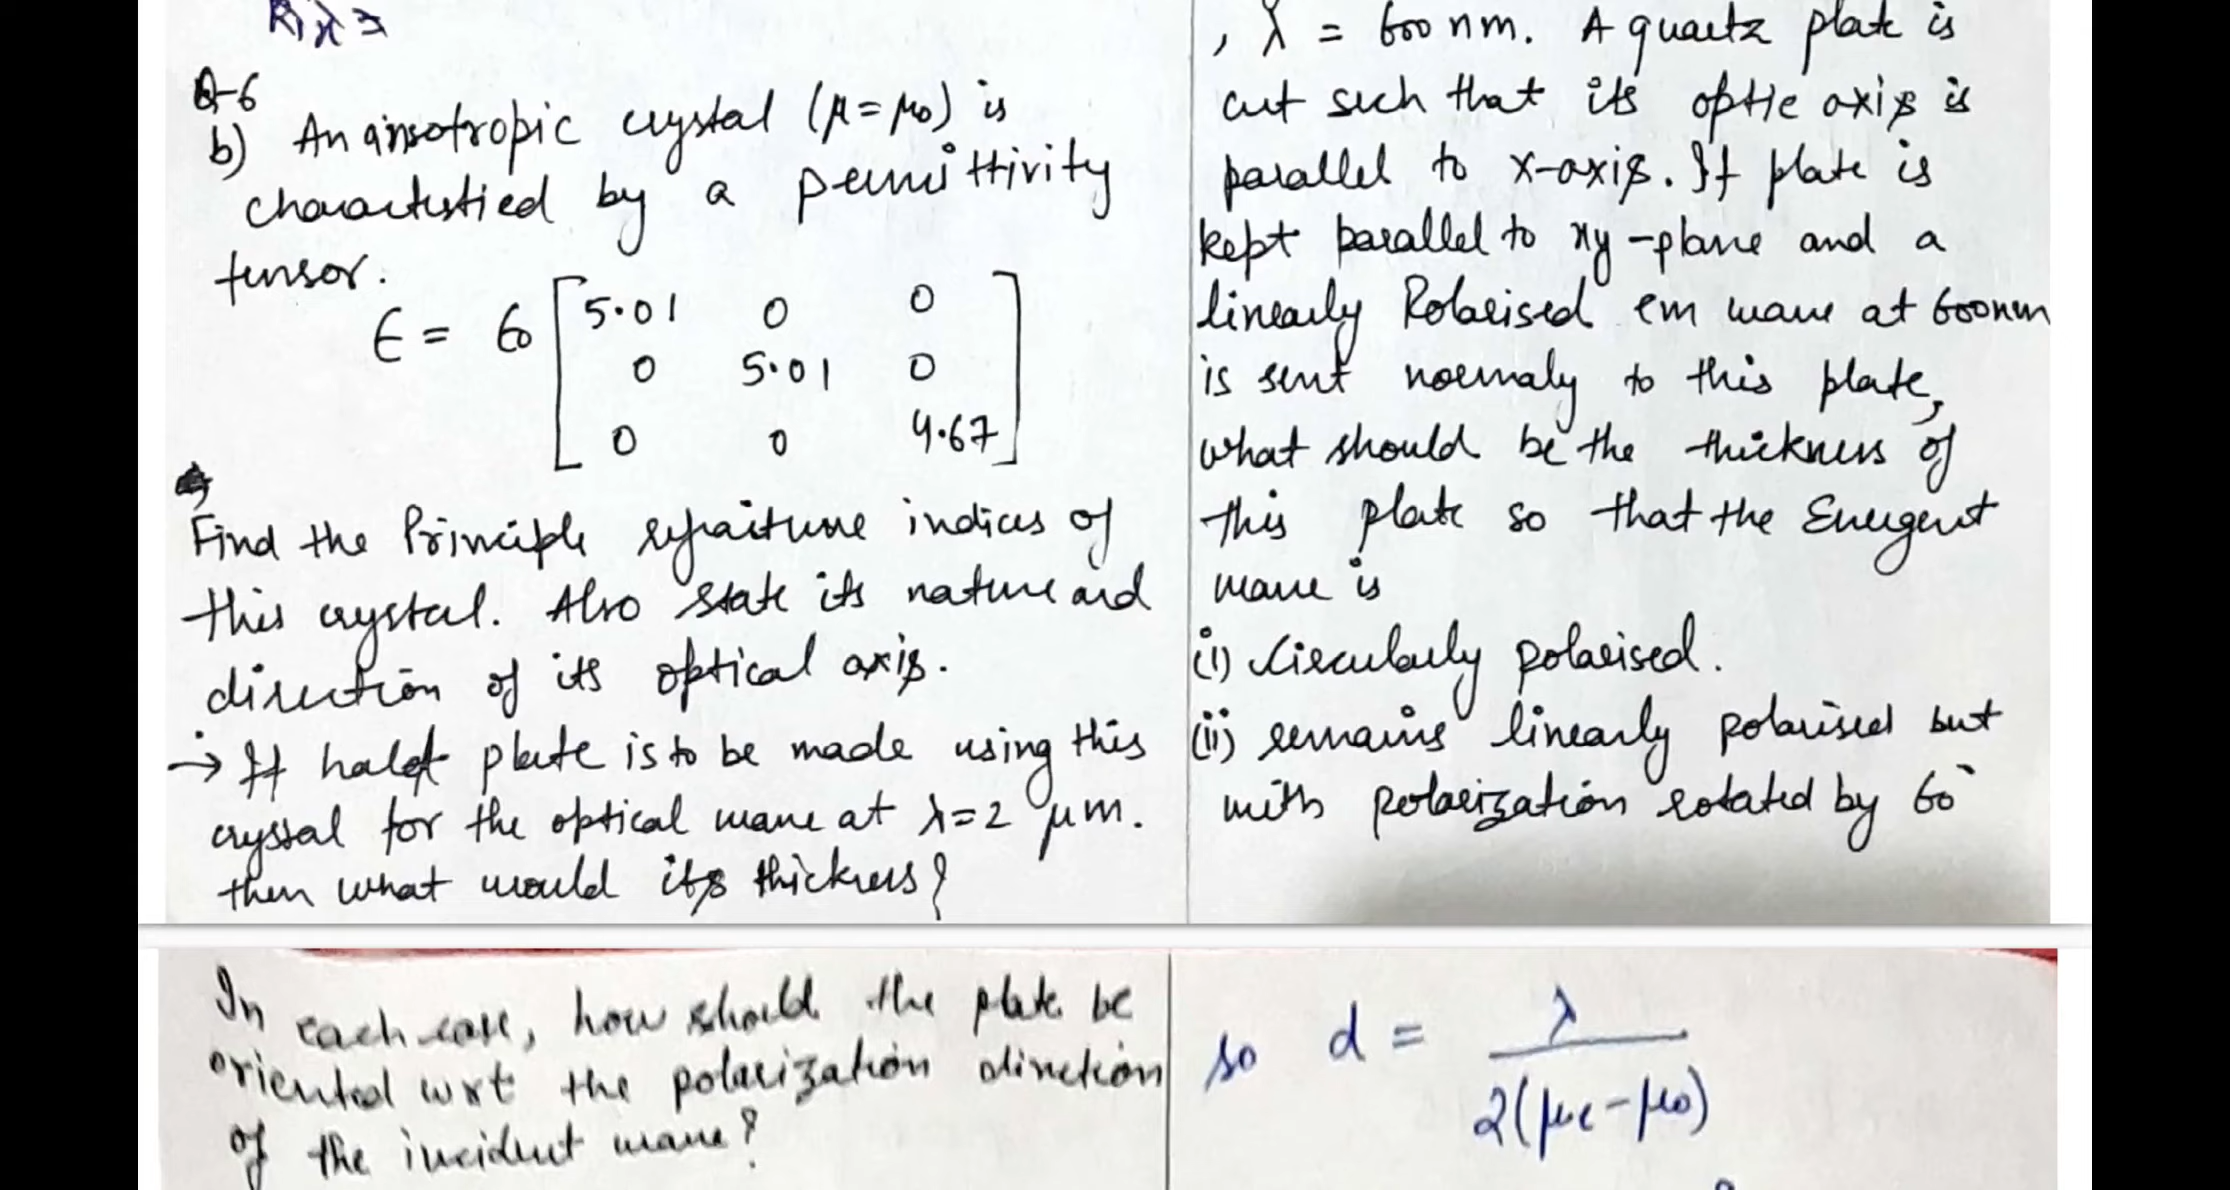 Q-6
b) An anisotropic crystal (μ=μ₀) is
charactestied by a permittivity
tensor.
ϵ = ϵ₀ [5.01 0 0
0 5.01 0
0 0 4.67]
Find the Principle refraitune indices of
this crystal. Also state its nature and
direction of its optical axis.
→ If half plate is to be made using this
crystal for the optical wave at λ=2 μm.
then what would its thickness?
, λ = 600 nm. A quartz plate is
cut such that its optic axis is
parallel to x-axis. If plate is
kept parallel to xy-plane and a
linearly Polarised em wave at 600nm
is sent normaly to this plate,
what should be the thickness of
this plate so that the Emergent
wave is
(i) Circularly polarised.
(ii) remains linearly polarised but
with polarization rotated by 60°
In each case, how should the plate be
oriented wrt the polarization direction
of the incident wave?
so d = λ / 2(μe-μo)